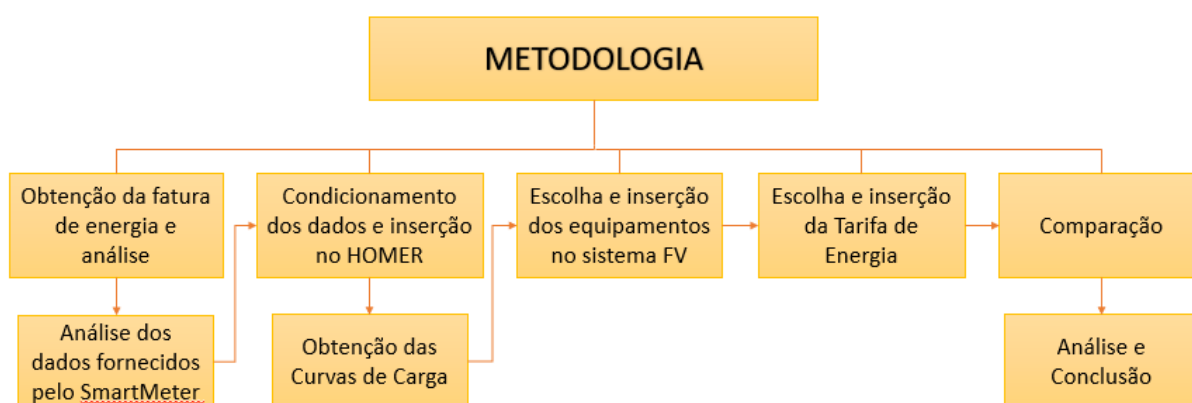 METODOLOGIA
Obtenção da fatura
de energia e
análise
Condicionamento
dos dados e inserção
no HOMER
Escolha e inserção
dos equipamentos
no sistema FV
Escolha e inserção
da Tarifa de
Energia
Comparação
Análise dos
dados fornecidos
pelo SmartMeter
Obtenção das
Curvas de Carga
Análise e
Conclusão